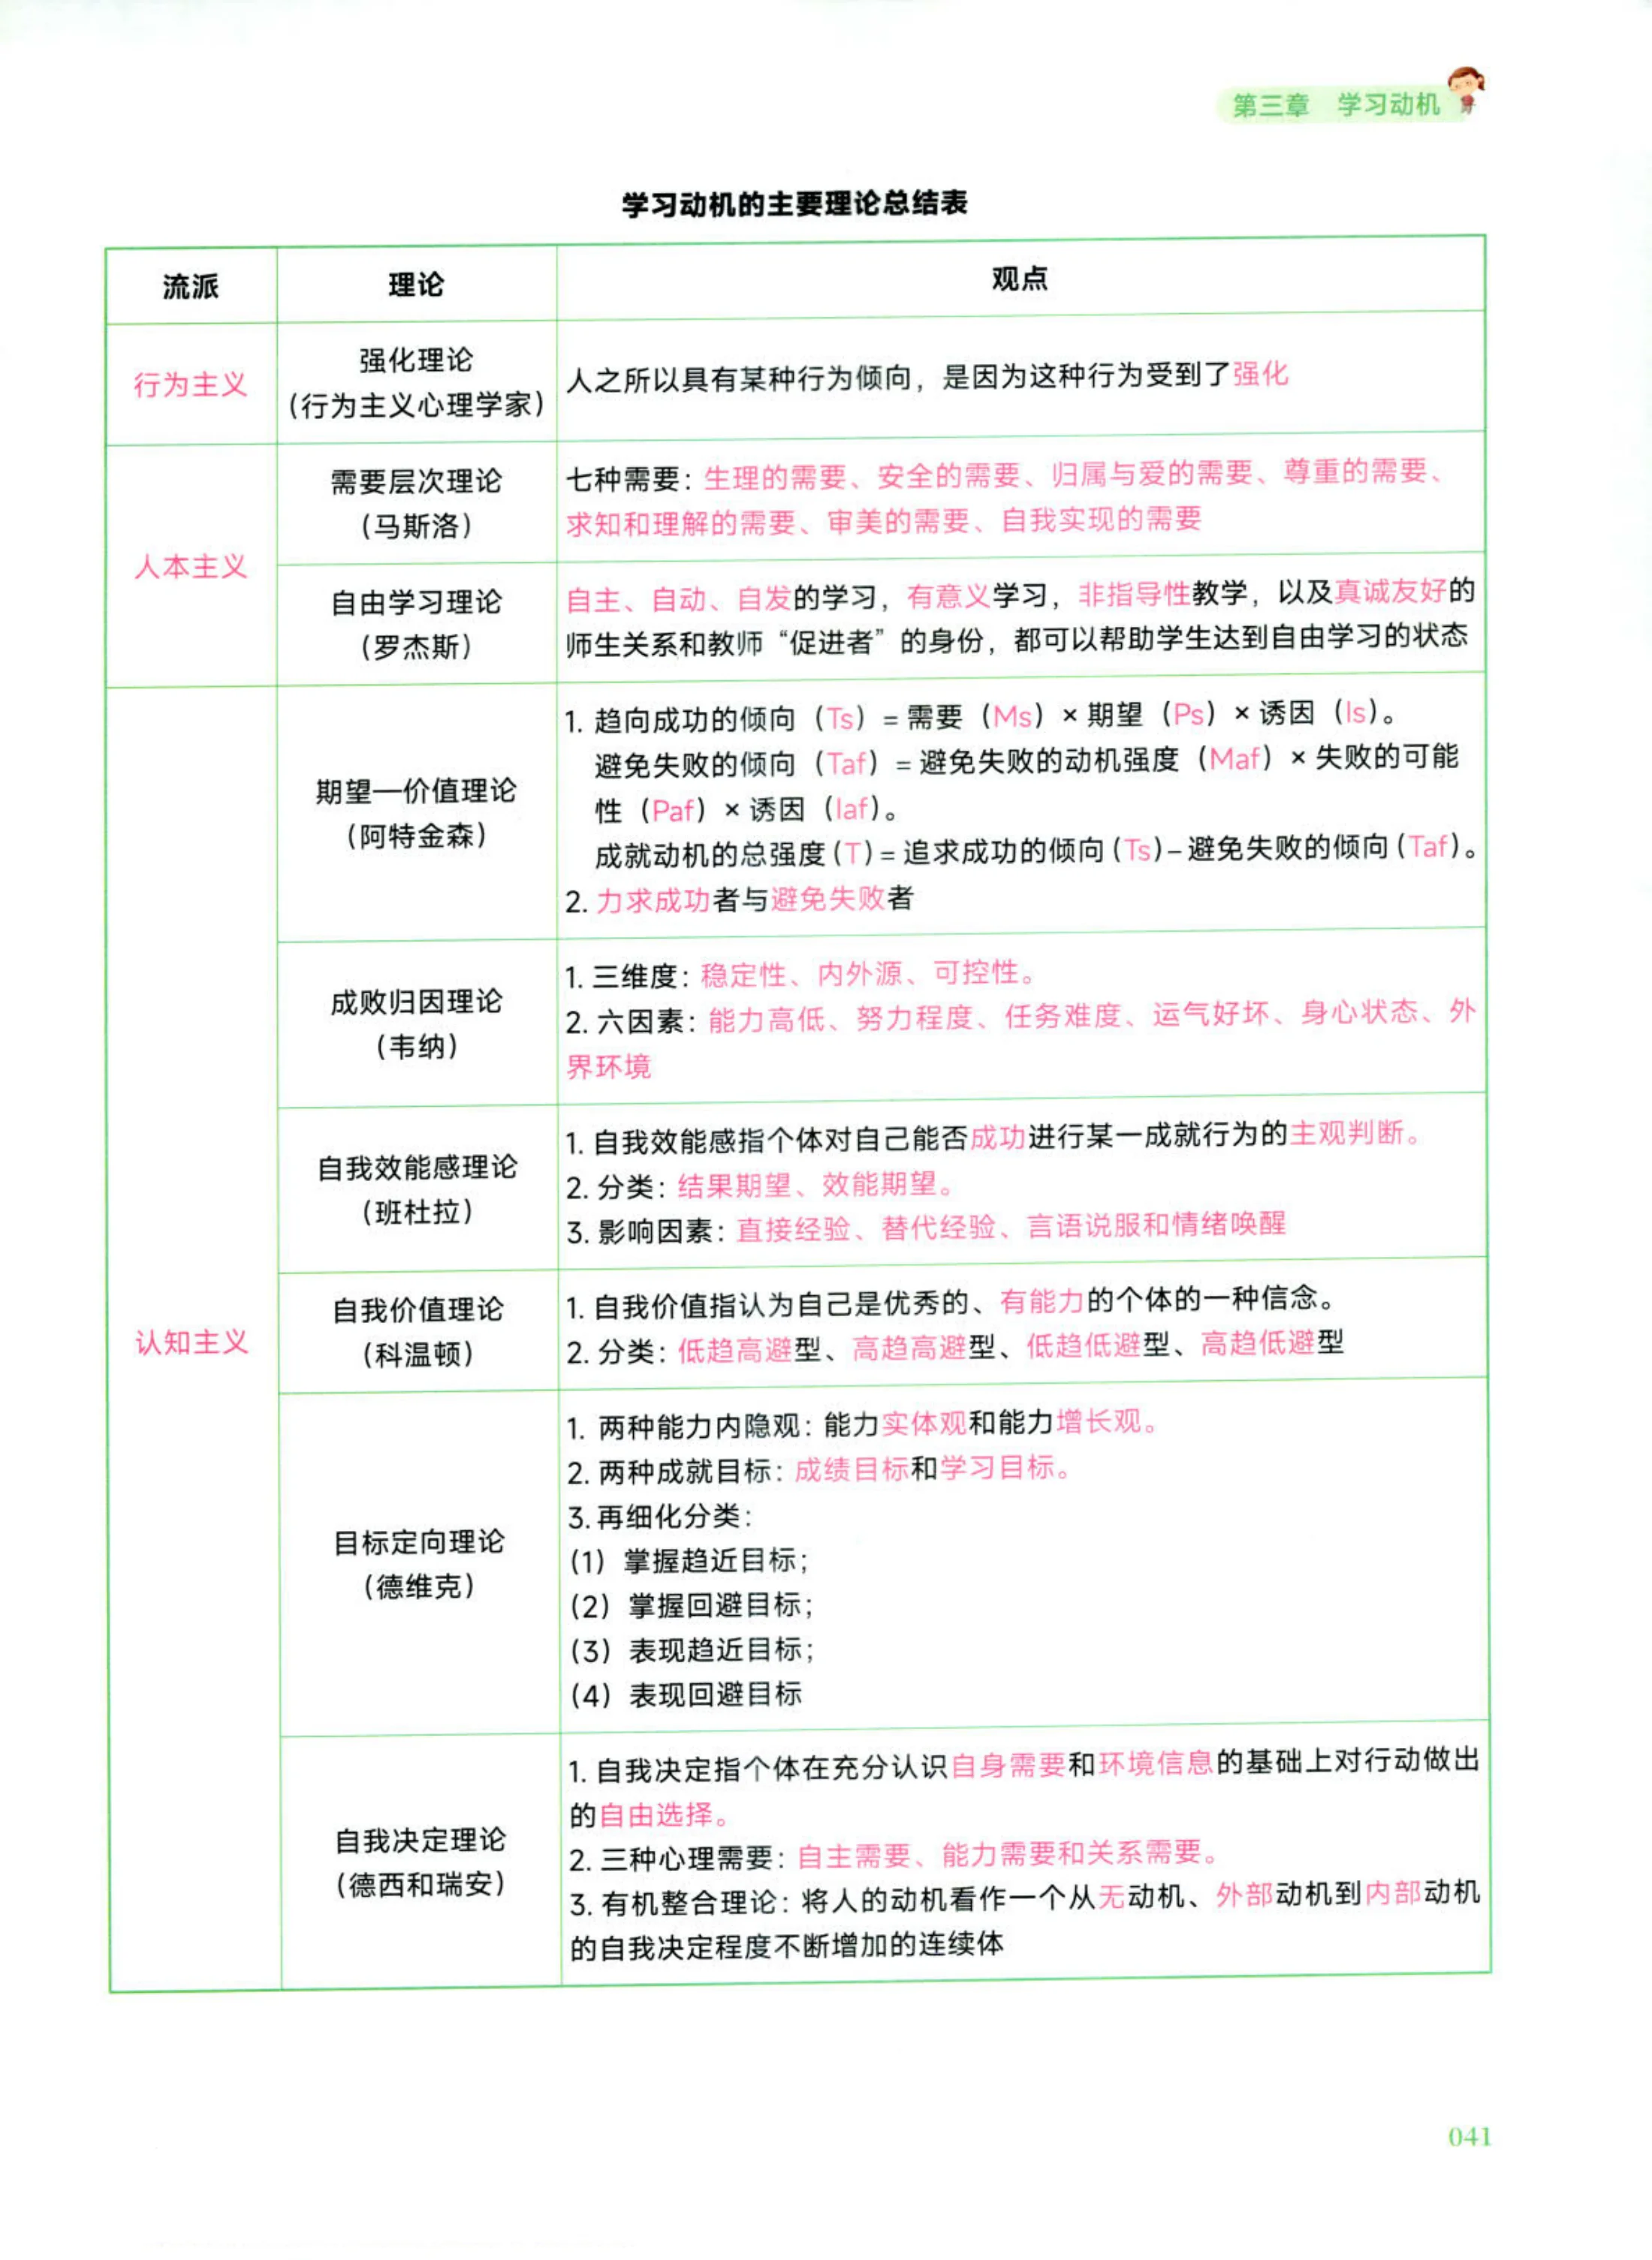 第三章 学习动机
学习动机的主要理论总结表
流派 理论 观点
行为主义
强化理论
(行为主义心理学家)
人之所以具有某种行为倾向，是因为这种行为受到了强化
人本主义
需要层次理论
(马斯洛)
七种需要：生理的需要、安全的需要、归属与爱的需要、尊重的需要、
求知和理解的需要、审美的需要、自我实现的需要
自由学习理论
(罗杰斯)
自主、自动、自发的学习，有意义学习，非指导性教学，以及真诚友好的
师生关系和教师“促进者”的身份，都可以帮助学生达到自由学习的状态
认知主义
期望—价值理论
(阿特金森)
1. 趋向成功的倾向（Ts）=需要（Ms）×期望（Ps）×诱因（Is）。
避免失败的倾向（Taf）=避免失败的动机强度（Maf）×失败的可能
性（Paf）×诱因（Iaf）。
成就动机的总强度(T)=追求成功的倾向(Ts)-避免失败的倾向(Taf)。
2. 力求成功者与避免失败者
成败归因理论
(韦纳)
1. 三维度：稳定性、内外源、可控性。
2. 六因素：能力高低、努力程度、任务难度、运气好坏、身心状态、外
界环境
自我效能感理论
(班杜拉)
1. 自我效能感指个体对自己能否成功进行某一成就行为的主观判断。
2. 分类：结果期望、效能期望。
3. 影响因素：直接经验、替代经验、言语说服和情绪唤醒
自我价值理论
(科温顿)
1. 自我价值指认为自己是优秀的、有能力的个体的一种信念。
2. 分类：低趋高避型、高趋高避型、低趋低避型、高趋低避型
目标定向理论
(德维克)
1. 两种能力内隐观：能力实体观和能力增长观。
2. 两种成就目标：成绩目标和学习目标。
3. 再细化分类：
(1) 掌握趋近目标；
(2) 掌握回避目标；
(3) 表现趋近目标；
(4) 表现回避目标
自我决定理论
(德西和瑞安)
1. 自我决定指个体在充分认识自身需要和环境信息的基础上对行动做出
的自由选择。
2. 三种心理需要：自主需要、能力需要和关系需要。
3. 有机整合理论：将人的动机看作一个从无动机、外部动机到内部动机
的自我决定程度不断增加的连续体
041